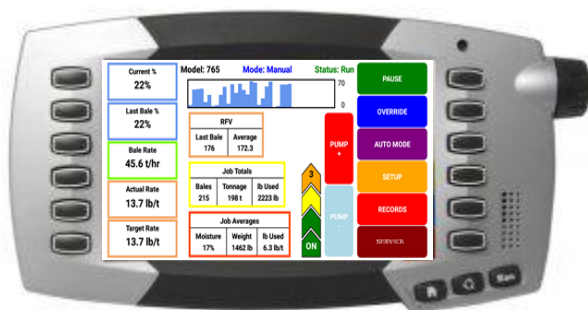 Current %
22%
Last Bale %
22%
Bale Rate
45.6 t/hr
Actual Rate
13.7 lb/t
Target Rate
13.7 lb/t
Model: 765 Mode: Manual Status: Run
70
0
RFV
Last Bale Average
176 172.3
Job Totals
Bales Tonnage lb Used
215 198 t 2223 lb
Job Averages
Moisture Weight lb Used
17% 1462 lb 6.3 lb/t
3
ON
PUMP
+
PUMP
-
PAUSE
OVERRIDE
AUTO MODE
SETUP
RECORDS
SERVICE